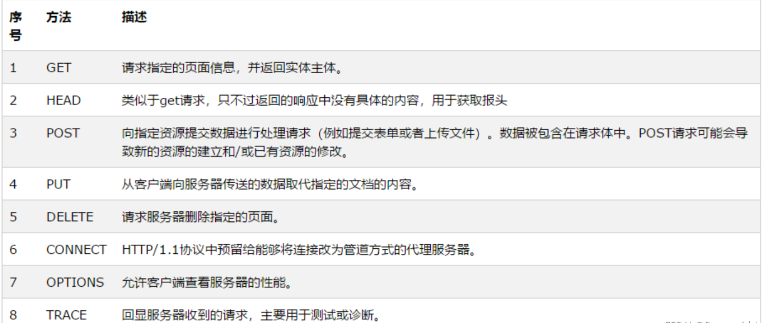 序号 方法 描述
1 GET 请求指定的页面信息，并返回实体主体。
2 HEAD 类似于get请求，只不过返回的响应中没有具体的内容，用于获取报头
3 POST 向指定资源提交数据进行处理请求（例如提交表单或者上传文件）。数据被包含在请求体中。POST请求可能会导
致新的资源的建立和/或已有资源的修改。
4 PUT 从客户端向服务器传送的数据取代指定的文档的内容。
5 DELETE 请求服务器删除指定的页面。
6 CONNECT HTTP/1.1协议中预留给能够将连接改为管道方式的代理服务器。
7 OPTIONS 允许客户端查看服务器的性能。
8 TRACE 回显服务器收到的请求，主要用于测试或诊断。